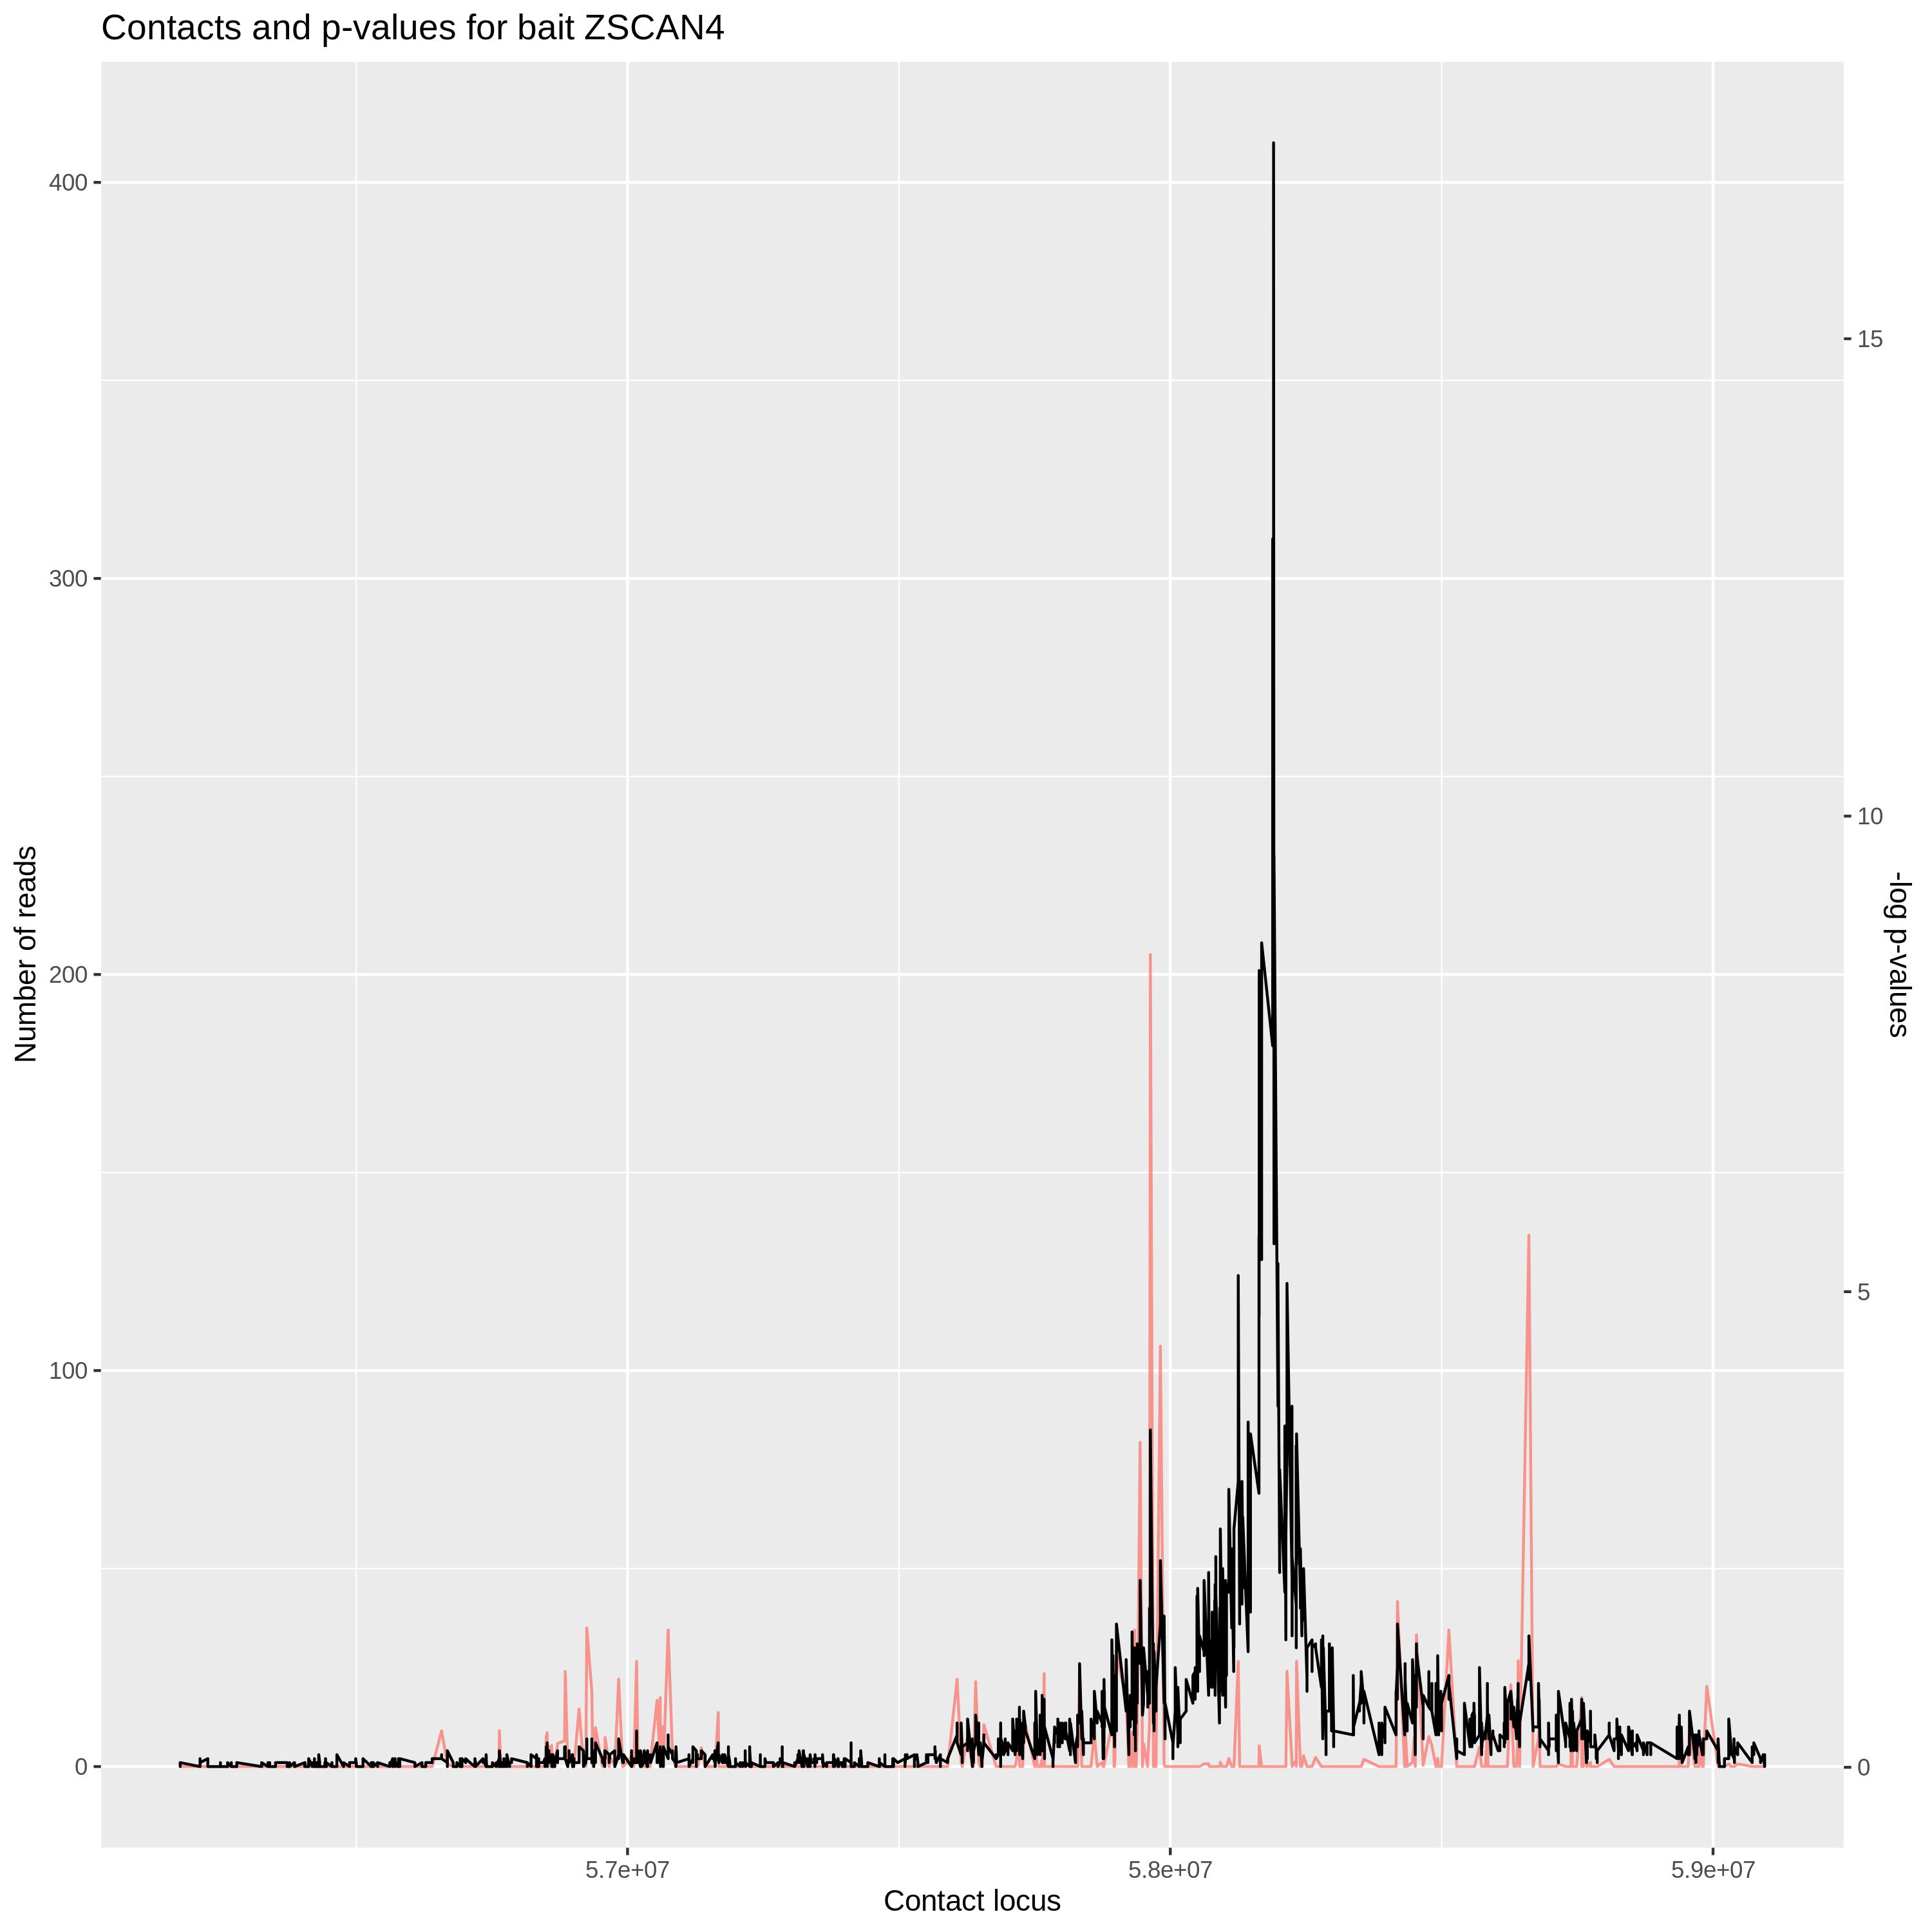 Contacts and p-values for bait ZSCAN4
Number of reads
400
300
200
100
0
15
10
5
0
-log p-values
5.7e+07
5.8e+07
5.9e+07
Contact locus